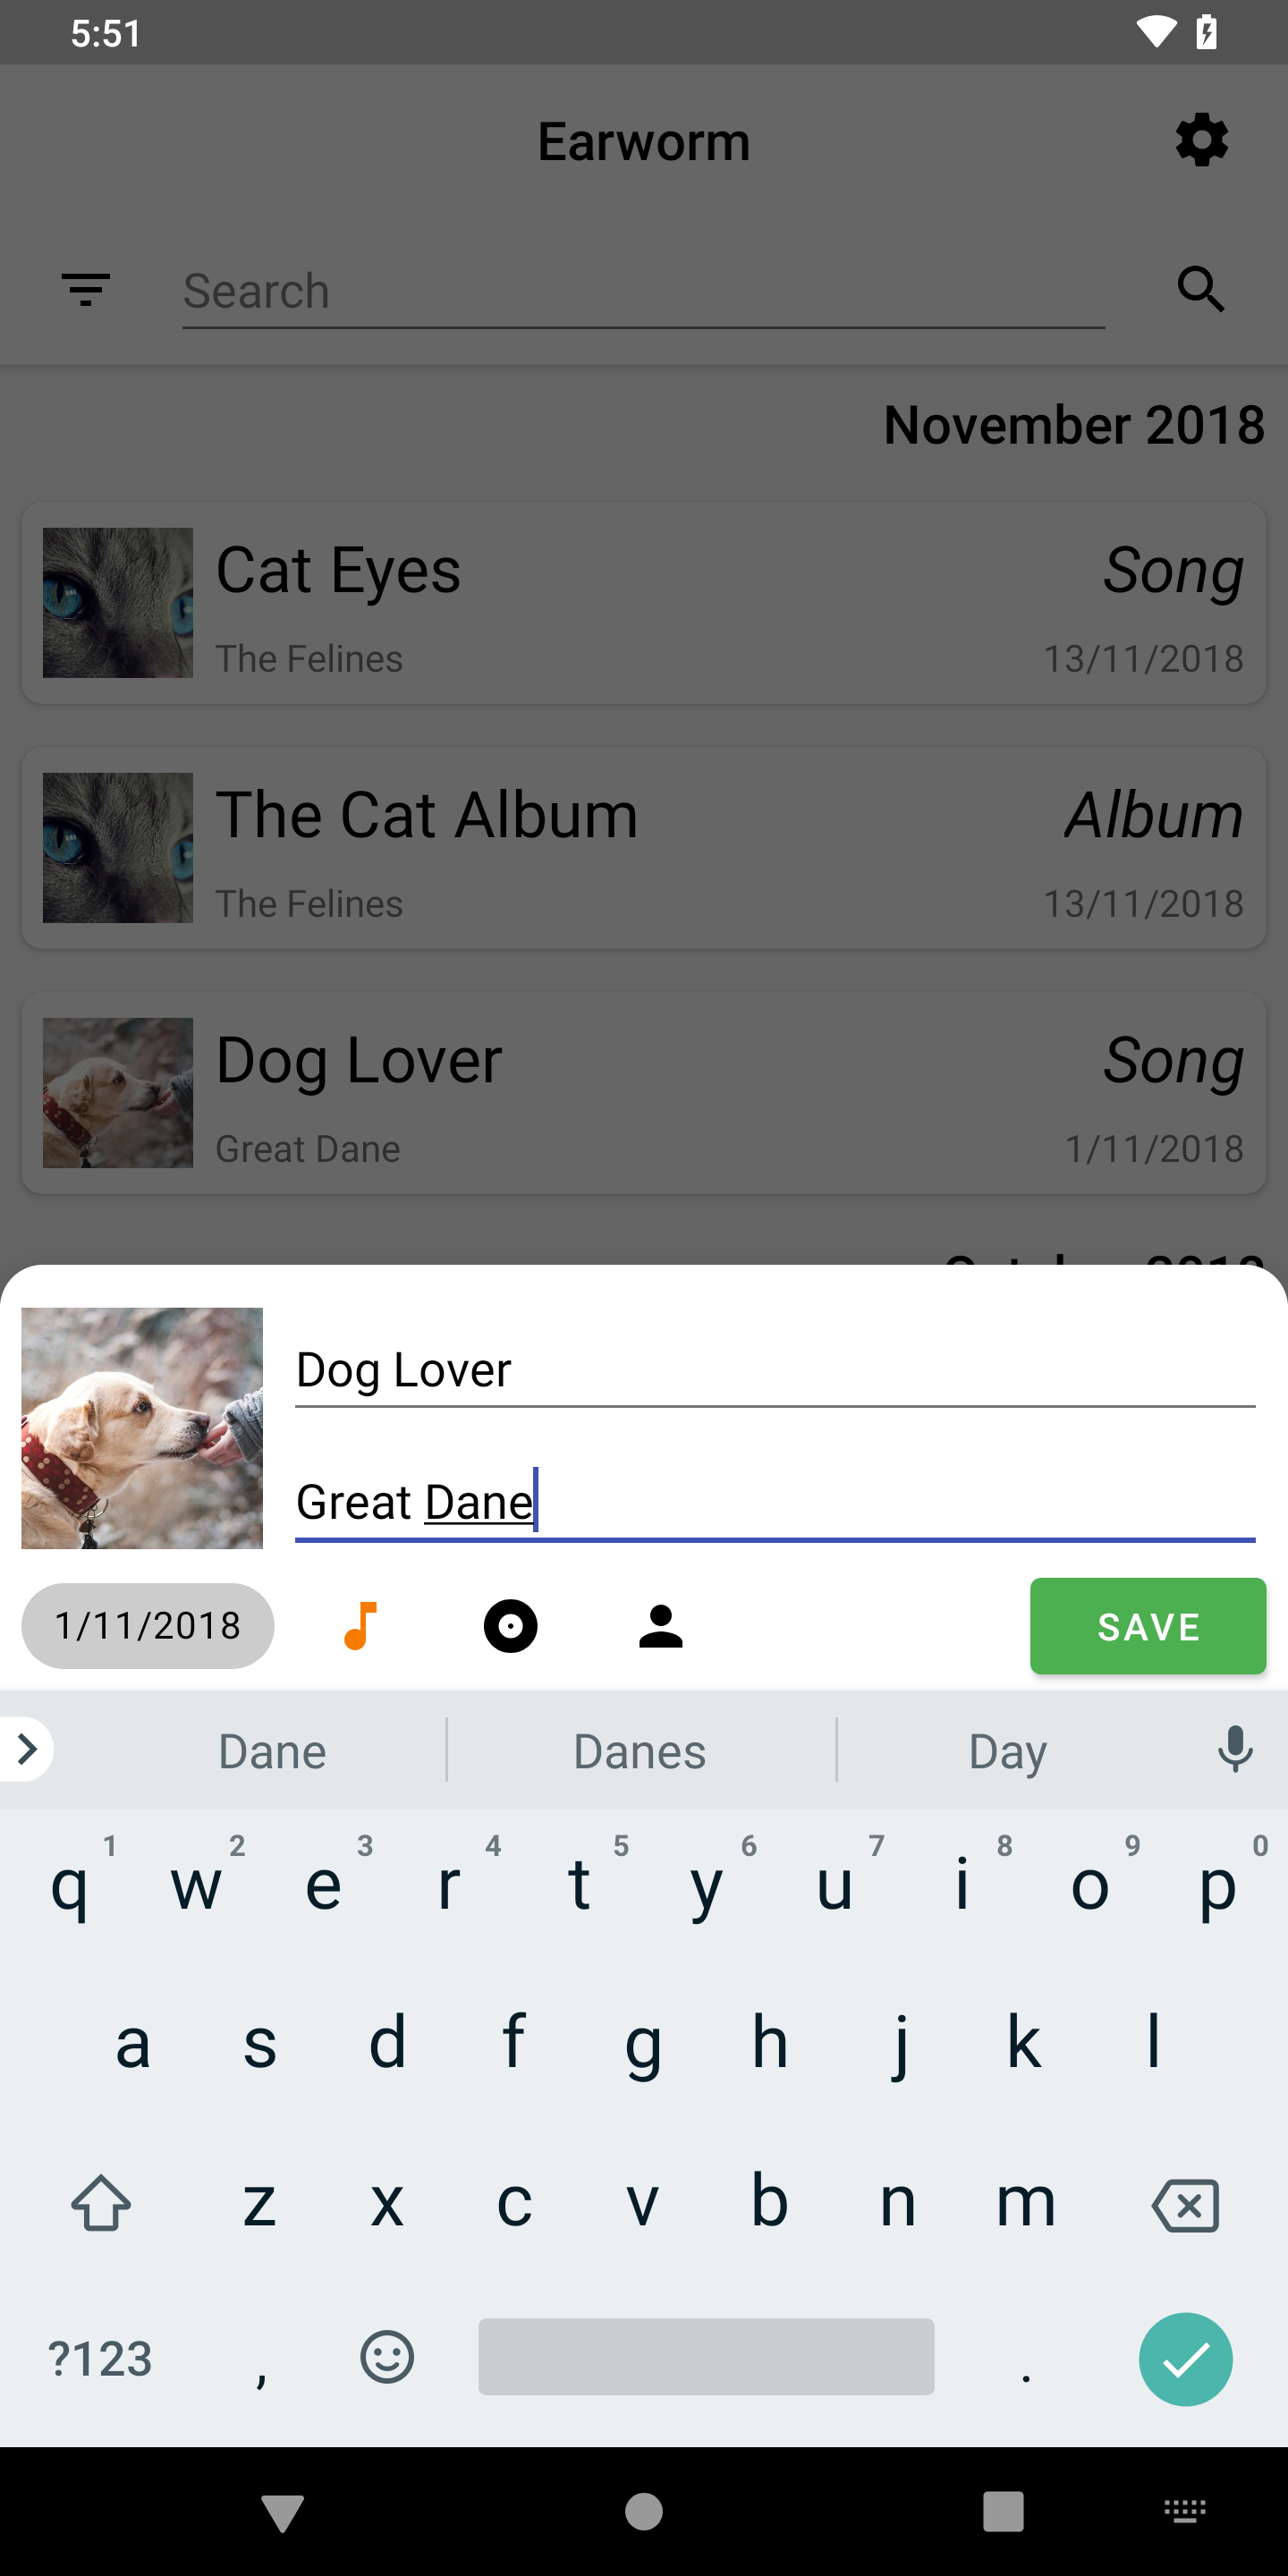 5:51
Earworm
Search
November 2018
Cat Eyes Song
The Felines 13/11/2018
The Cat Album Album
The Felines 13/11/2018
Dog Lover Song
Great Dane 1/11/2018
Dog Lover
Great Dane
1/11/2018 SAVE
Dane Danes Day
1 2 3 4 5 6 7 8 9 0
q w e r t y u i o p
a s d f g h j k l
z x c v b n m
?123 , .